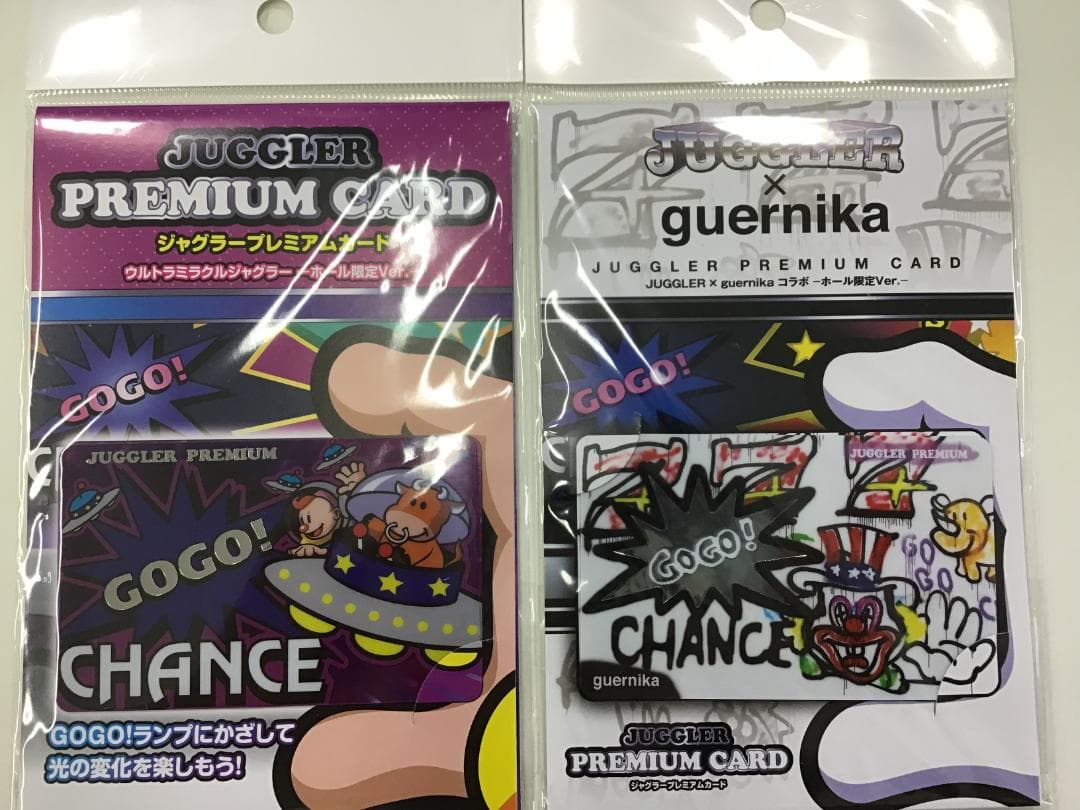 JUGGLER
PREMIUM CARD
ジャグラープレミアムカード
ウルトラミラクルジャグラー −ホール限定Ver.−
GOGO!
JUGGLER PREMIUM
GOGO!
CHANCE
GOGO!ランプにかざして
光の変化を楽しもう!
JUGGLER
×
guernika
JUGGLER PREMIUM CARD
JUGGLER × guernika コラボ −ホール限定Ver.−
GOGO!
7 7 7
JUGGLER PREMIUM
GOGO!
GO
GO
CHANCE
guernika
JUGGLER
PREMIUM CARD
ジャグラープレミアムカード